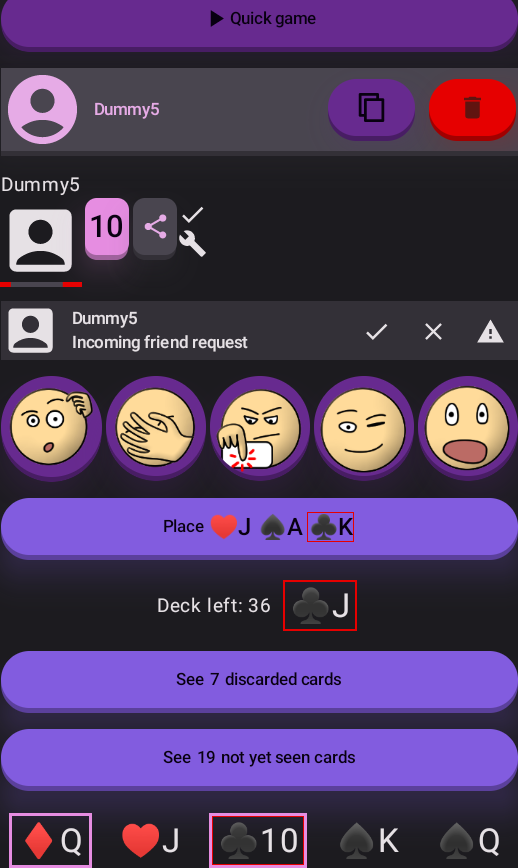 Quick game
Dummy5
Dummy5
10
Dummy5
Incoming friend request
Place ♥J ♠A ♣K
Deck left: 36 ♣J
See 7 discarded cards
See 19 not yet seen cards
♦Q ♥J ♣10 ♠K ♠Q